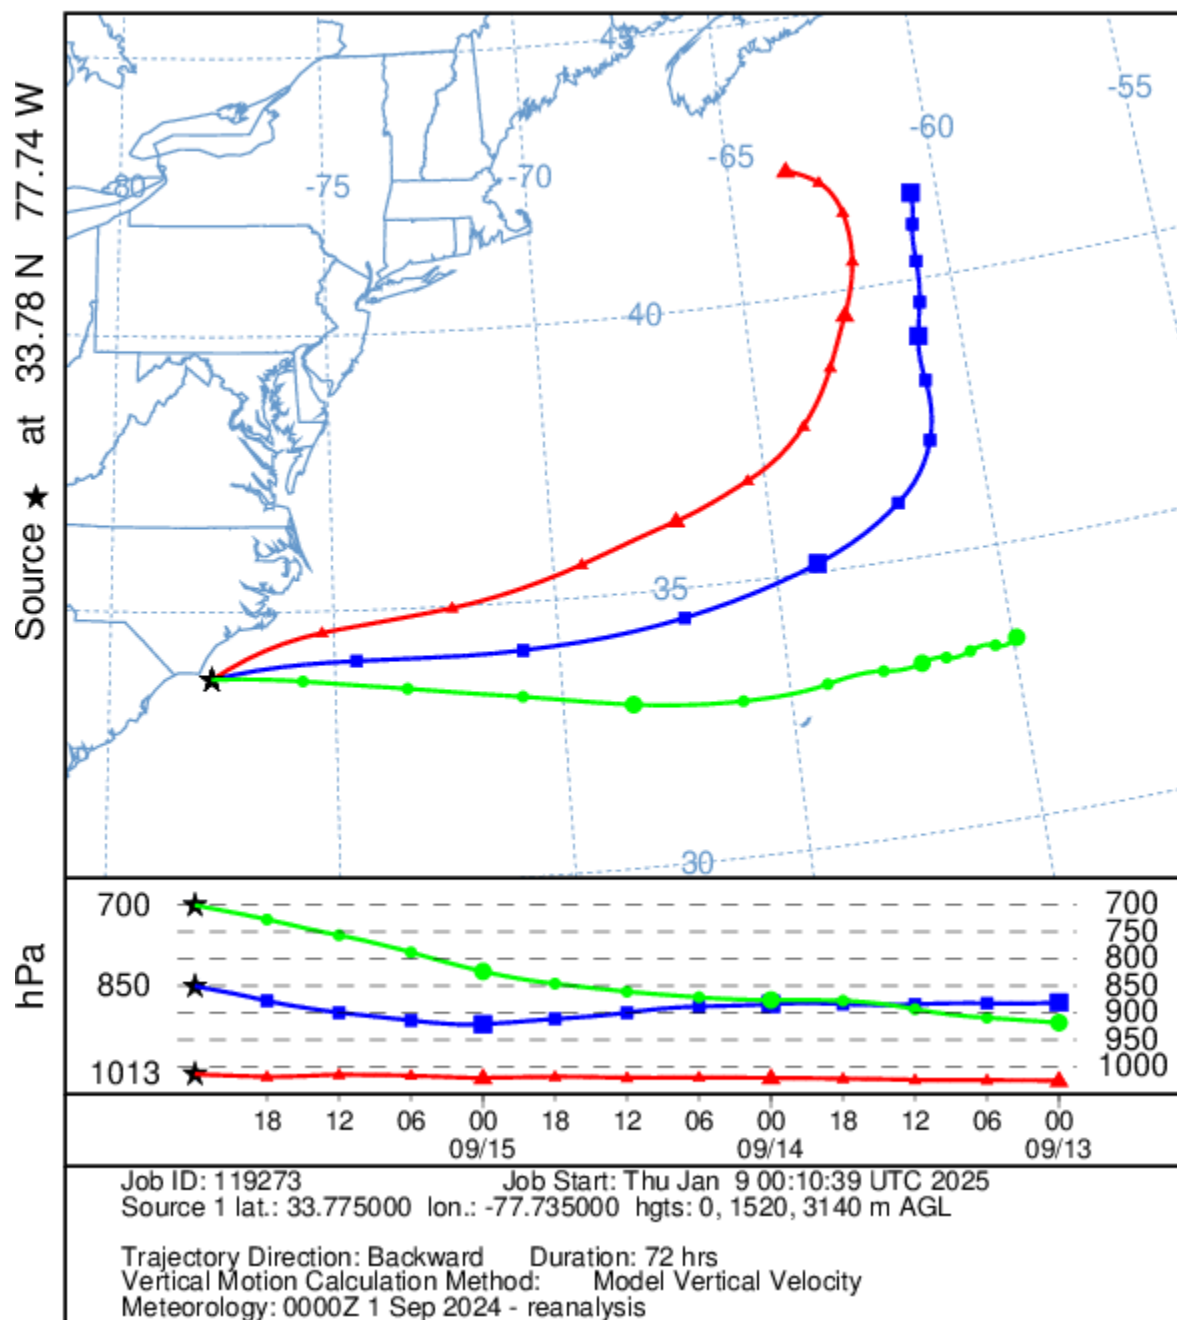 Source ★ at 33.78 N 77.74 W
45
-55
-60
-65
-70
-75
-80
40
35
30
hPa
700 700
750
800
850 850
900
950
1013 1000
18 12 06 00 18 12 06 00 18 12 06 00
09/15 09/14 09/13
Job ID: 119273 Job Start: Thu Jan 9 00:10:39 UTC 2025
Source 1 lat.: 33.775000 lon.: -77.735000 hgts: 0, 1520, 3140 m AGL
Trajectory Direction: Backward Duration: 72 hrs
Vertical Motion Calculation Method: Model Vertical Velocity
Meteorology: 0000Z 1 Sep 2024 - reanalysis